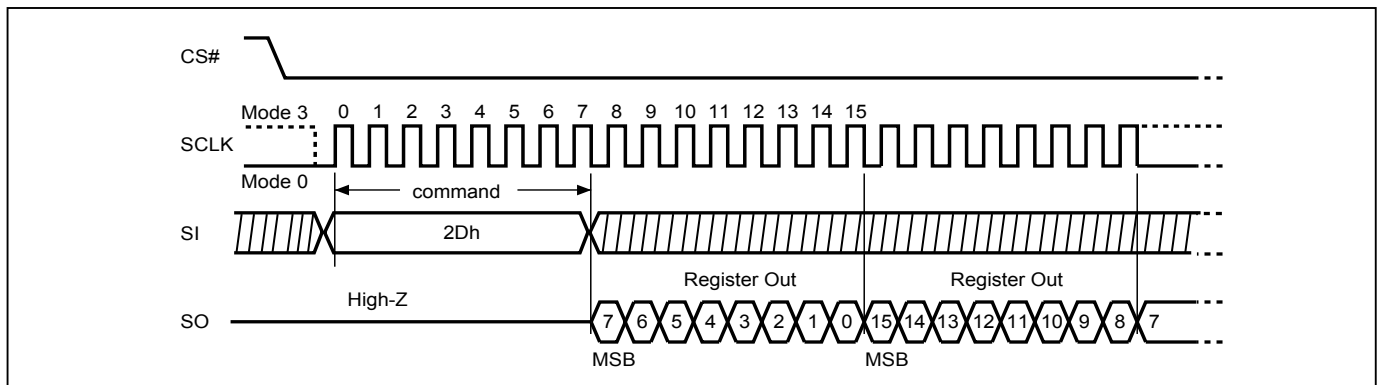 CS#
Mode 3 0 1 2 3 4 5 6 7 8 9 10 11 12 13 14 15
SCLK
Mode 0
command
SI 2Dh
Register Out Register Out
High-Z
SO 7 6 5 4 3 2 1 0 15 14 13 12 11 10 9 8 7
MSB MSB